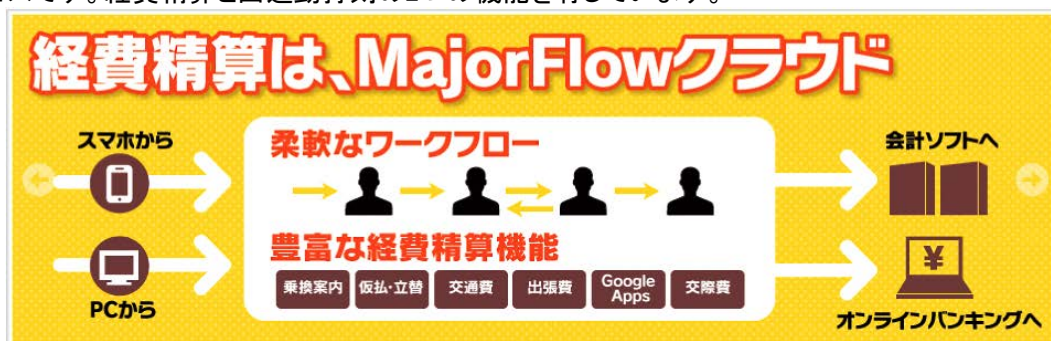 経費精算は、MajorFlowクラウド
スマホから
柔軟なワークフロー
会計ソフトへ
豊富な経費精算機能
乗換案内
仮払・立替
交通費
出張費
Google
Apps
交際費
¥
PCから
オンラインバンキングへ